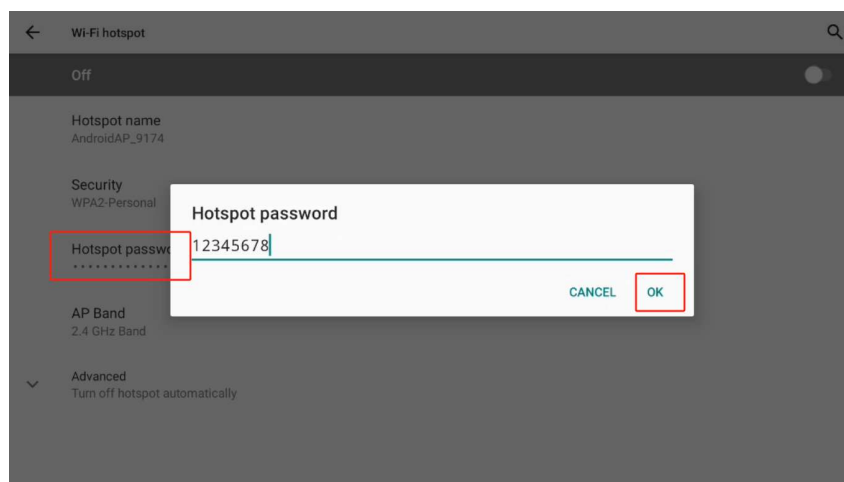 Wi-Fi hotspot
Off
Hotspot name
AndroidAP_9174
Security
WPA2-Personal
Hotspot password
12345678
Hotspot passwo
•••••••••••••
CANCEL OK
AP Band
2.4 GHz Band
Advanced
Turn off hotspot automatically